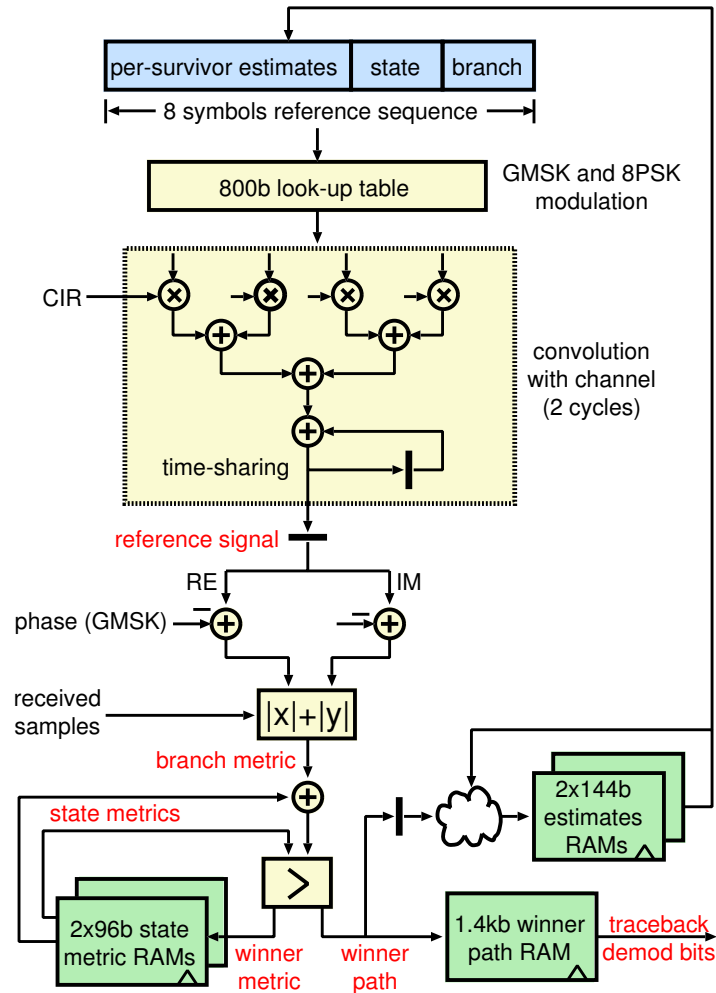 per-survivor estimates
state
branch
8 symbols reference sequence
800b look-up table
GMSK and 8PSK
modulation
CIR
convolution
with channel
(2 cycles)
time-sharing
reference signal
RE
IM
phase (GMSK)
received
samples
|x|+|y|
branch metric
state metrics
2x144b
estimates
RAMs
>
2x96b state
metric RAMs
winner
metric
winner
path
1.4kb winner
path RAM
traceback
demod bits